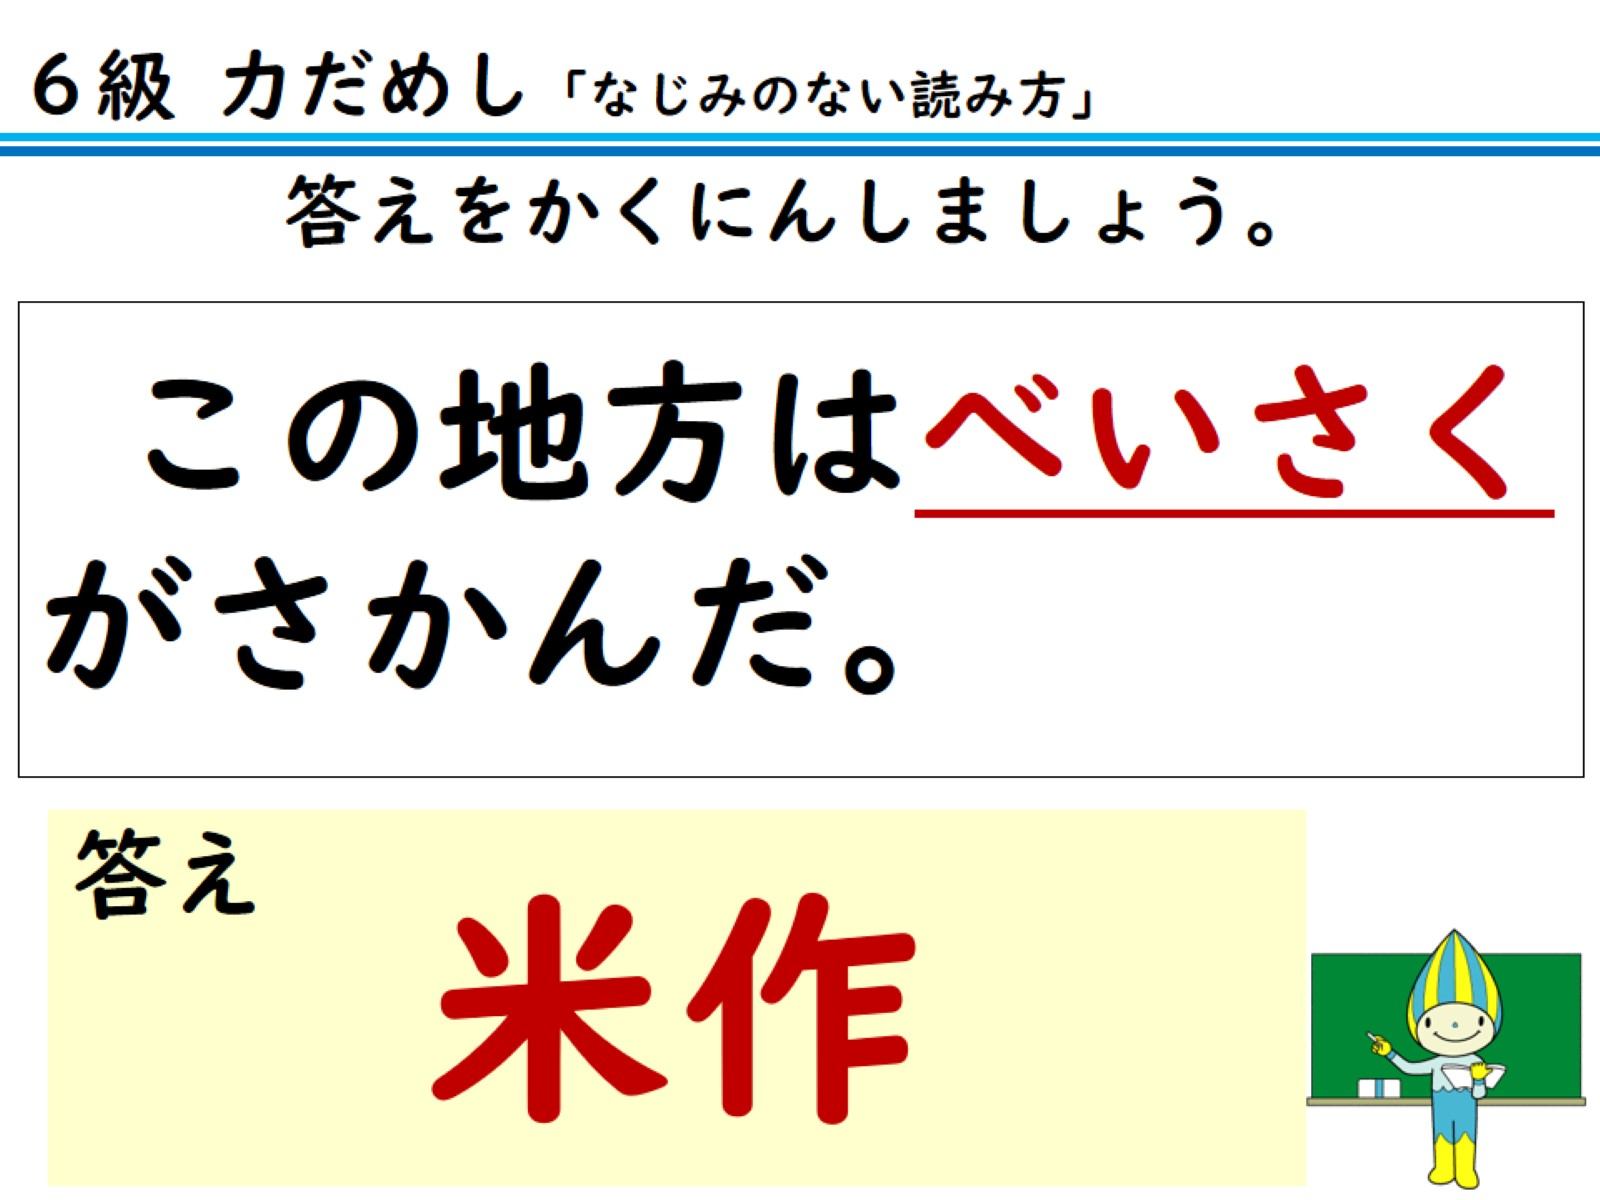 6級 力だめし「なじみのない読み方」
答えをかくにんしましょう。
この地方はべいさく
がさかんだ。
答え
米作